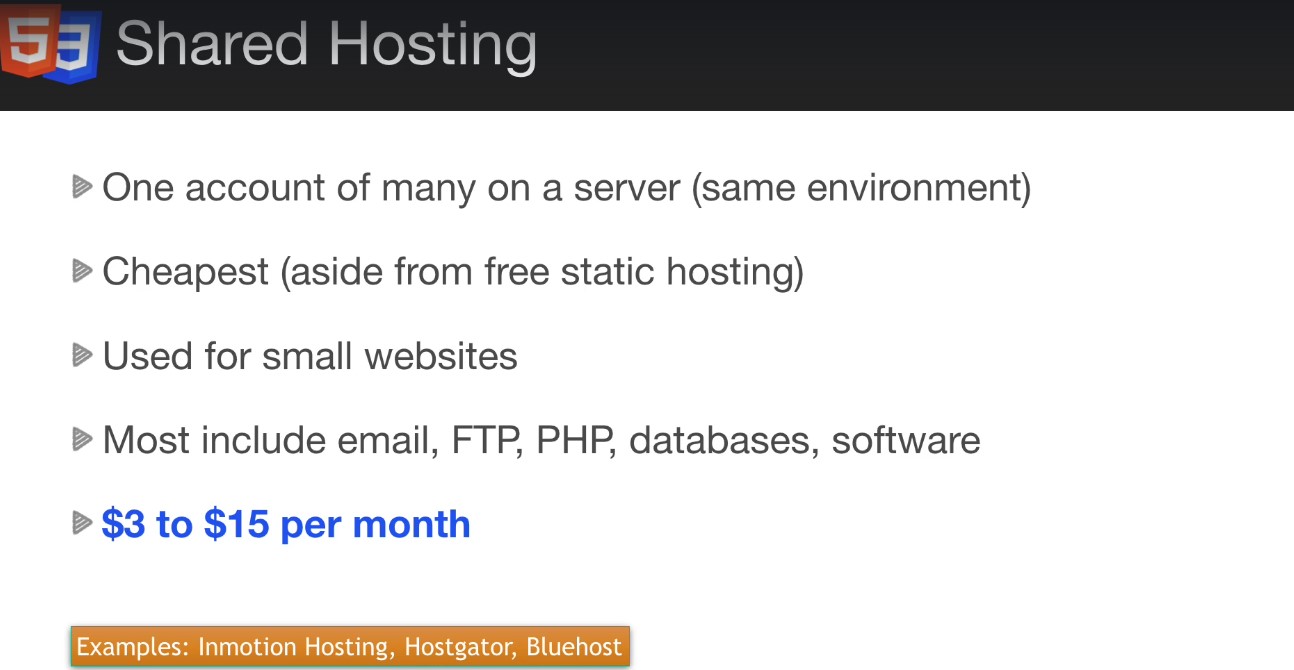 53
Shared Hosting
One account of many on a server (same environment)
Cheapest (aside from free static hosting)
Used for small websites
Most include email, FTP, PHP, databases, software
$3 to $15 per month
Examples: Inmotion Hosting, Hostgator, Bluehost